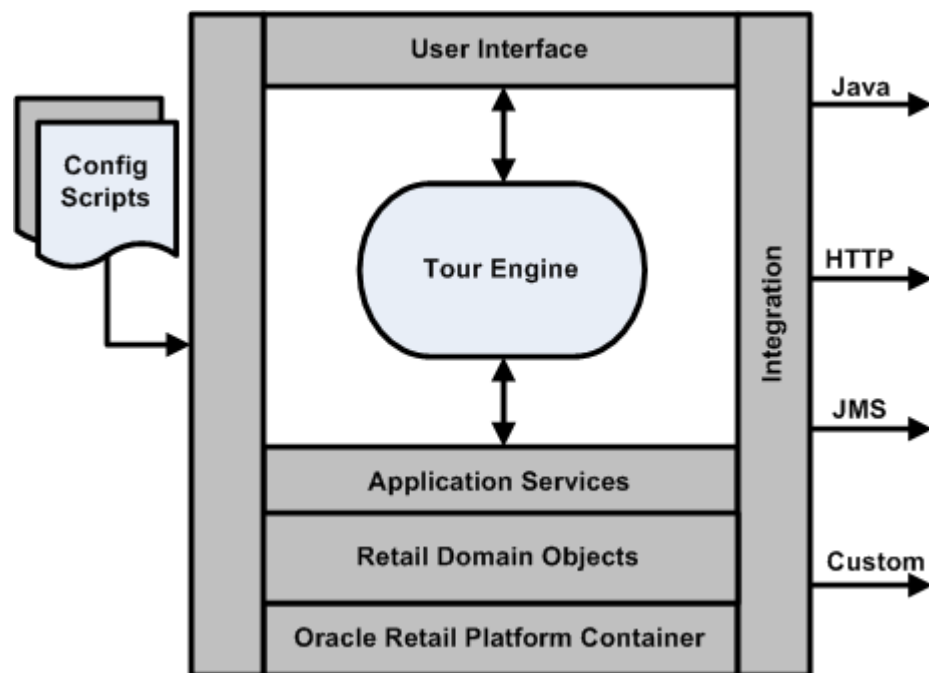 User Interface
Java
Config
Scripts
Tour Engine
HTTP
Integration
JMS
Application Services
Retail Domain Objects
Custom
Oracle Retail Platform Container